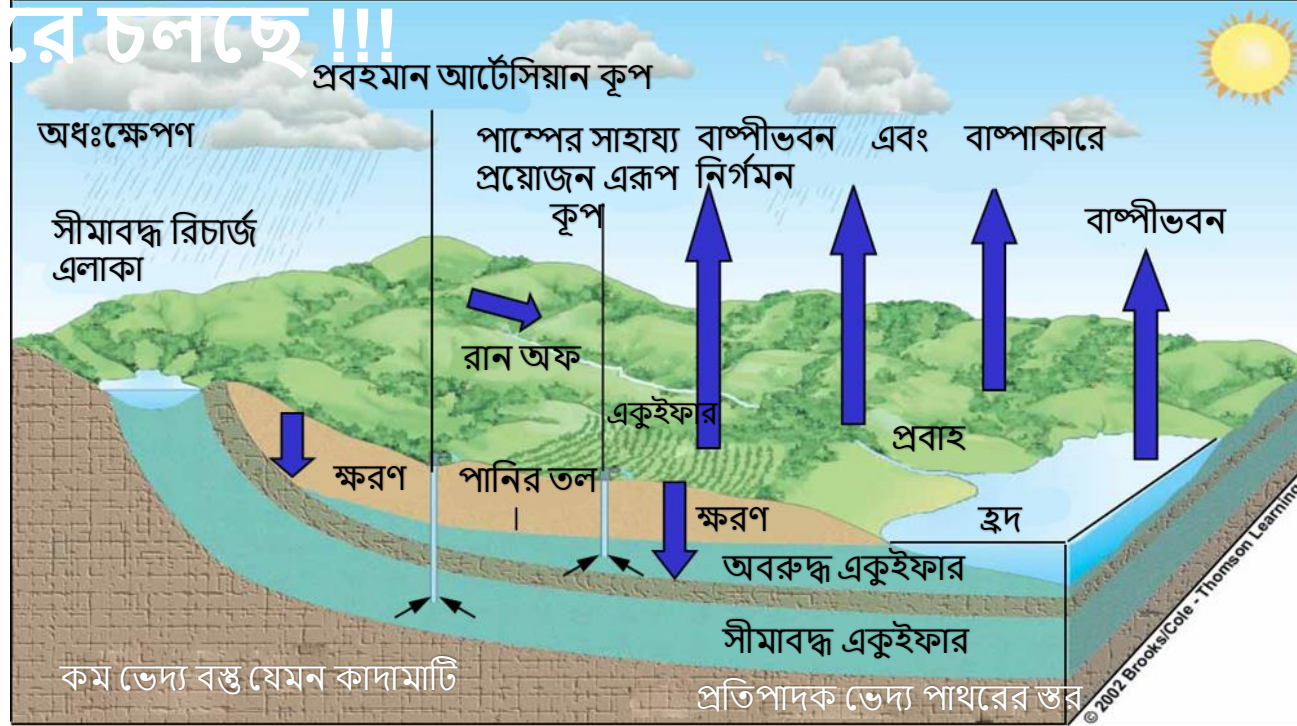 রে চলছে !!!
প্রবহমান আর্টেসিয়ান কূপ
অধঃক্ষেপণ
পাম্পের সাহায্য
প্রয়োজন এরূপ
কূপ
বাষ্পীভবন এবং বাষ্পাকারে
নির্গমন
সীমাবদ্ধ রিচার্জ
এলাকা
বাষ্পীভবন
রান অফ
একুইফার
প্রবাহ
ক্ষরণ
পানির তল
ক্ষরণ
হ্রদ
অবরুদ্ধ একুইফার
সীমাবদ্ধ একুইফার
কম ভেদ্য বস্তু যেমন কাদামাটি
প্রতিপাদক ভেদ্য পাথরের স্তর
© 2002 Brooks/Cole - Thomson Learning